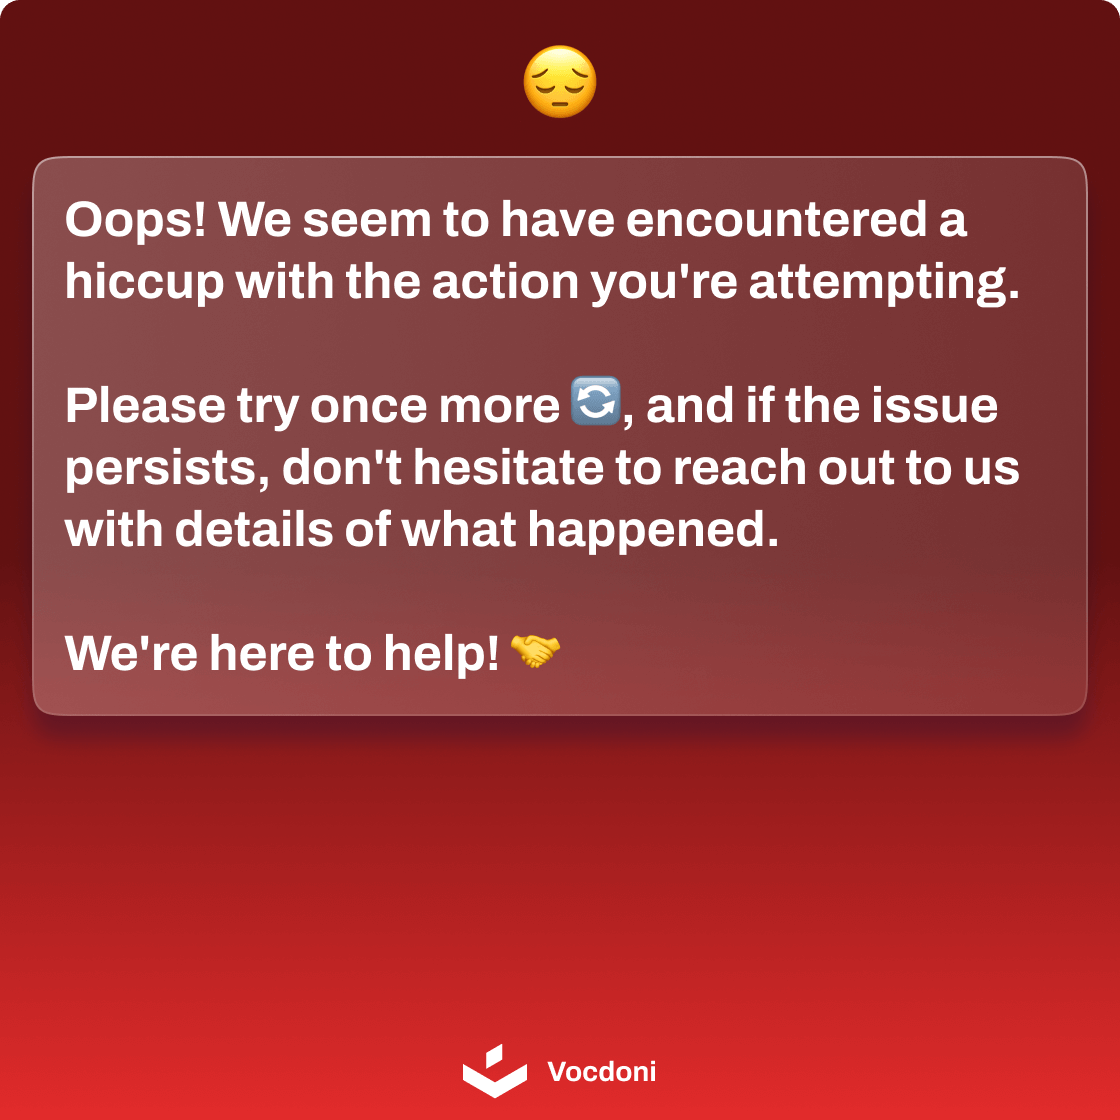 Oops! We seem to have encountered a
hiccup with the action you're attempting.
Please try once more 🔄, and if the issue
persists, don't hesitate to reach out to us
with details of what happened.
We're here to help! 🤝
Vocdoni